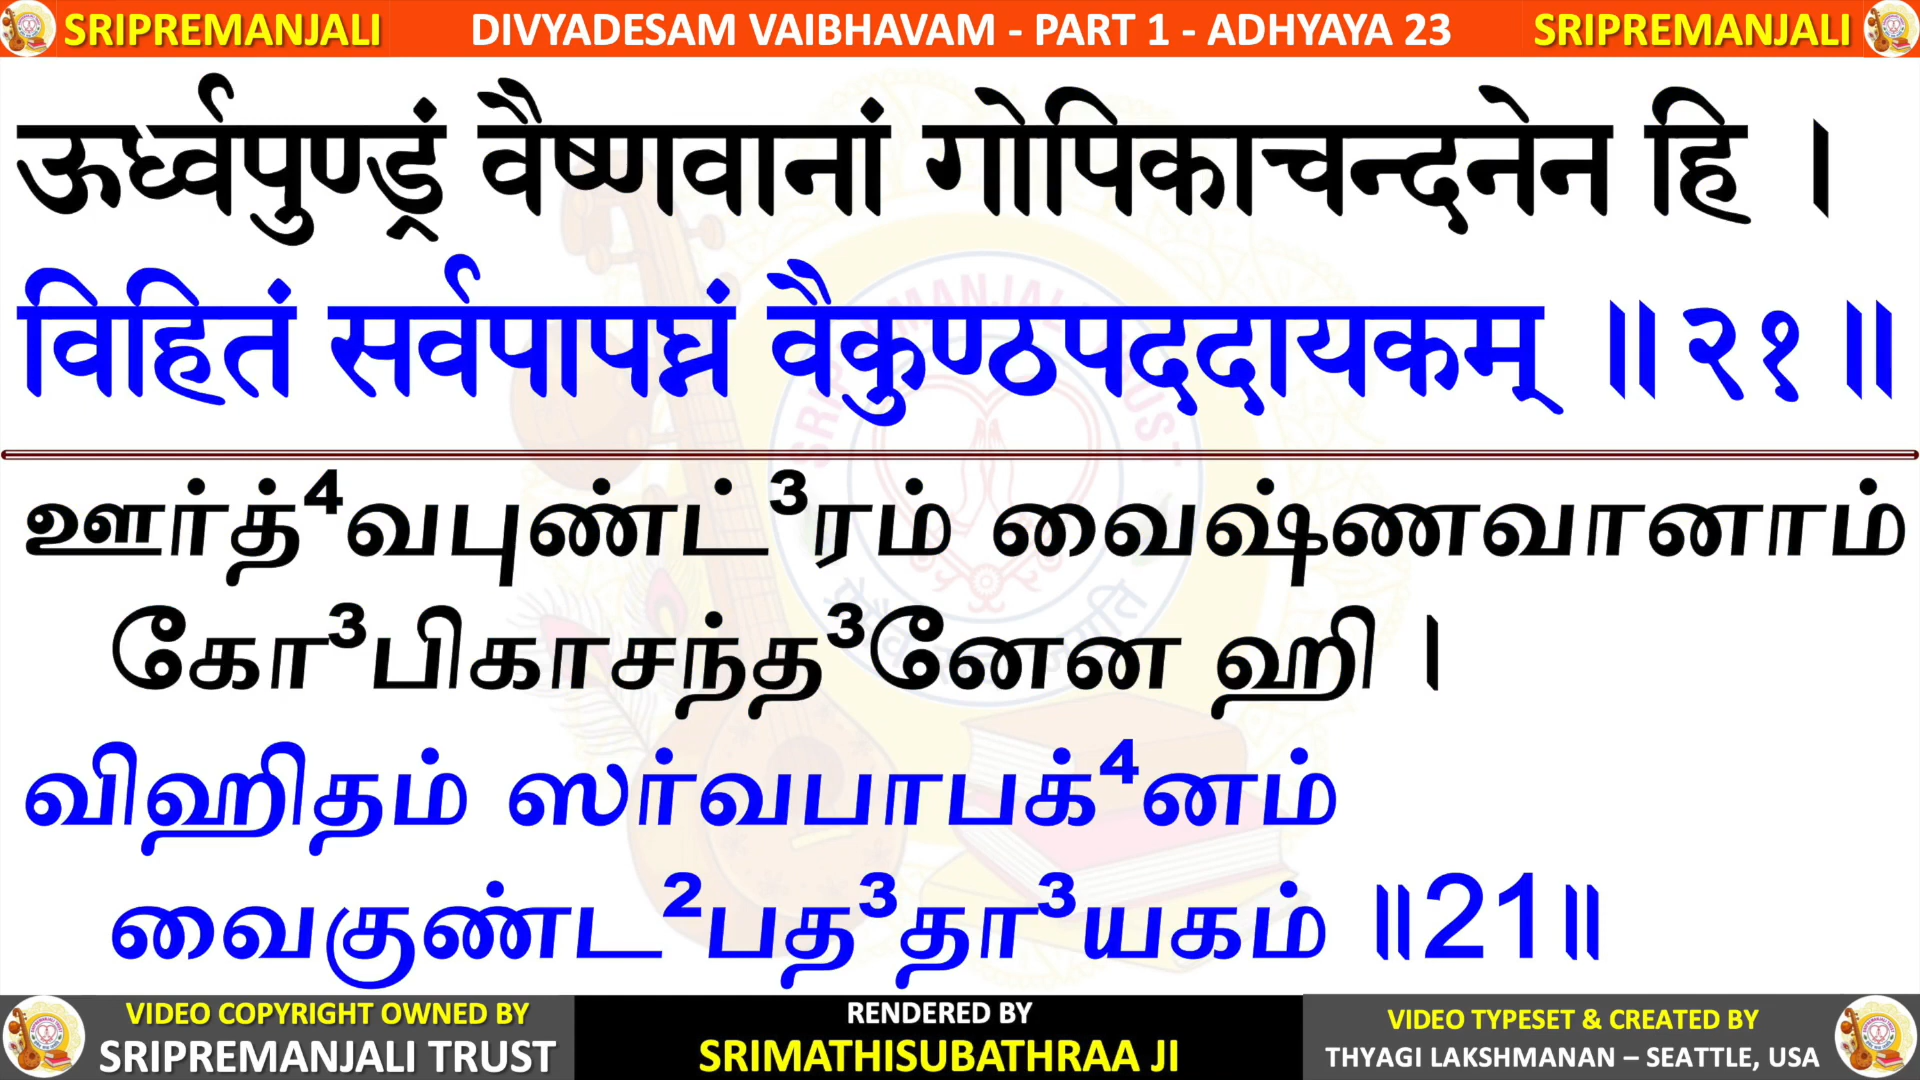 SRIPREMANJALI DIVYADESAM VAIBHAVAM - PART 1 - ADHYAYA 23 SRIPREMANJALI
ऊर्ध्वपुण्ड्रं वैष्णवानां गोपिकाचन्दनेन हि ।
विहितं सर्वपापघ्नं वैकुण्ठपददायकम् ॥२१॥
ஊர்த்⁴வபுண்ட்³ரம் வைஷ்ணவானாம்
கோ³பிகாசந்த³னேன ஹி ।
விஹிதம் ஸர்வபாபக்⁴னம்
வைகுண்ட²பத³தா³யகம் ॥21॥
VIDEO COPYRIGHT OWNED BY
SRIPREMANJALI TRUST
RENDERED BY
SRIMATHISUBATHRAA JI
VIDEO TYPESET & CREATED BY
THYAGI LAKSHMANAN – SEATTLE, USA